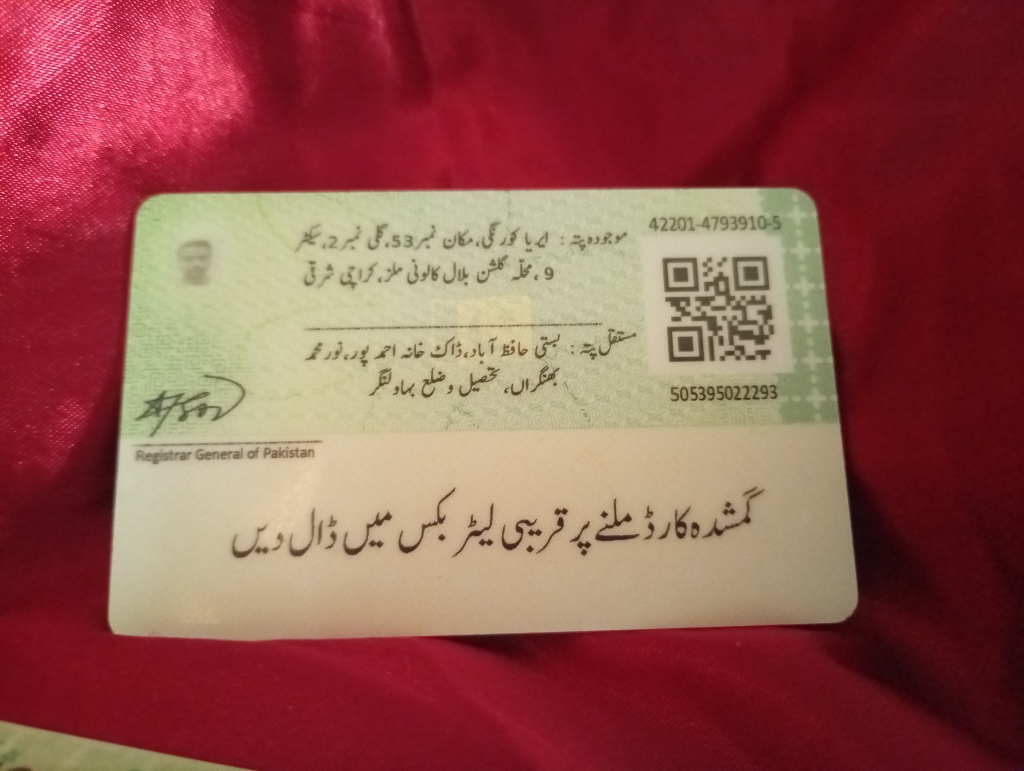 42201-4793910-5
موجودہ پتہ : ایریا کورنگی، مکان نمبر 53، گلی نمبر 2، سیکٹر
9 ، محلّہ گلشن بلال کالونی ملز، کراچی شرقی
مستقل پتہ : بستی حافظ آباد، ڈاک خانہ احمد پور، نور محمد
بھنگراں، تحصیل و ضلع بہاولنگر
505395022293
Registrar General of Pakistan
گمشدہ کارڈ ملنے پر قریبی لیٹر بکس میں ڈال دیں